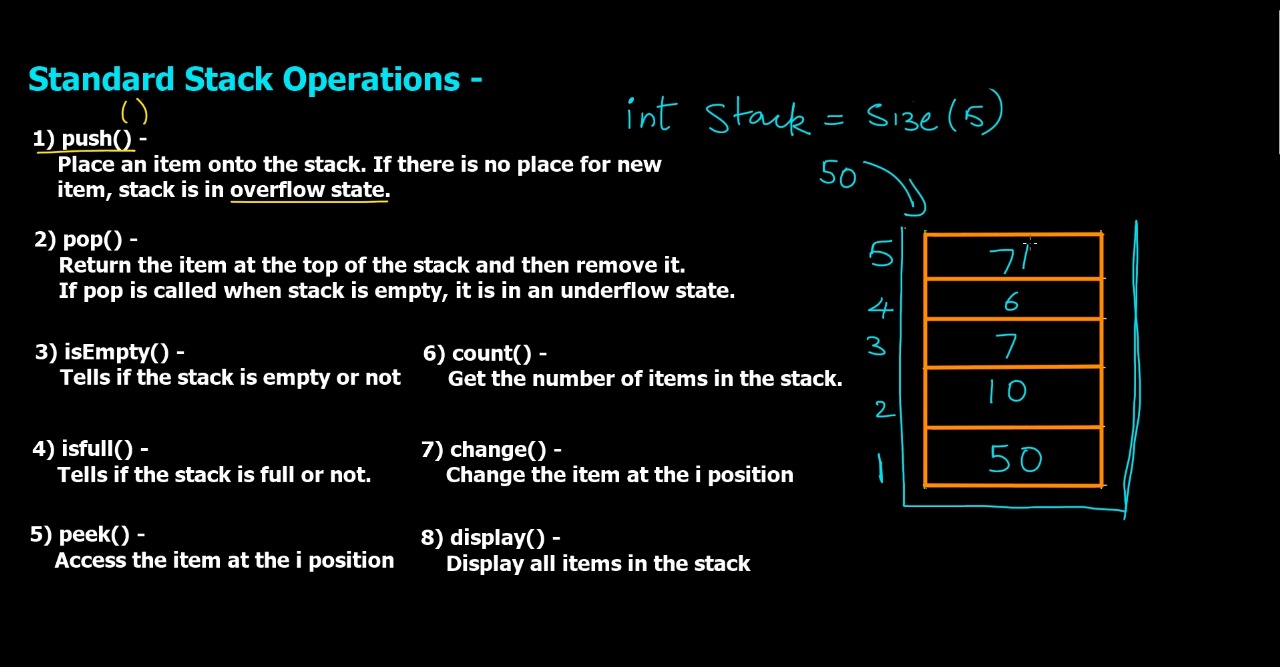 Standard Stack Operations -
( )
1) push() -
Place an item onto the stack. If there is no place for new
item, stack is in overflow state.
2) pop() -
Return the item at the top of the stack and then remove it.
If pop is called when stack is empty, it is in an underflow state.
3) isEmpty() -
Tells if the stack is empty or not
4) isfull() -
Tells if the stack is full or not.
5) peek() -
Access the item at the i position
6) count() -
Get the number of items in the stack.
7) change() -
Change the item at the i position
8) display() -
Display all items in the stack
int Stack = Size(5)
50
5 71
4 6
3 7
2 10
1 50